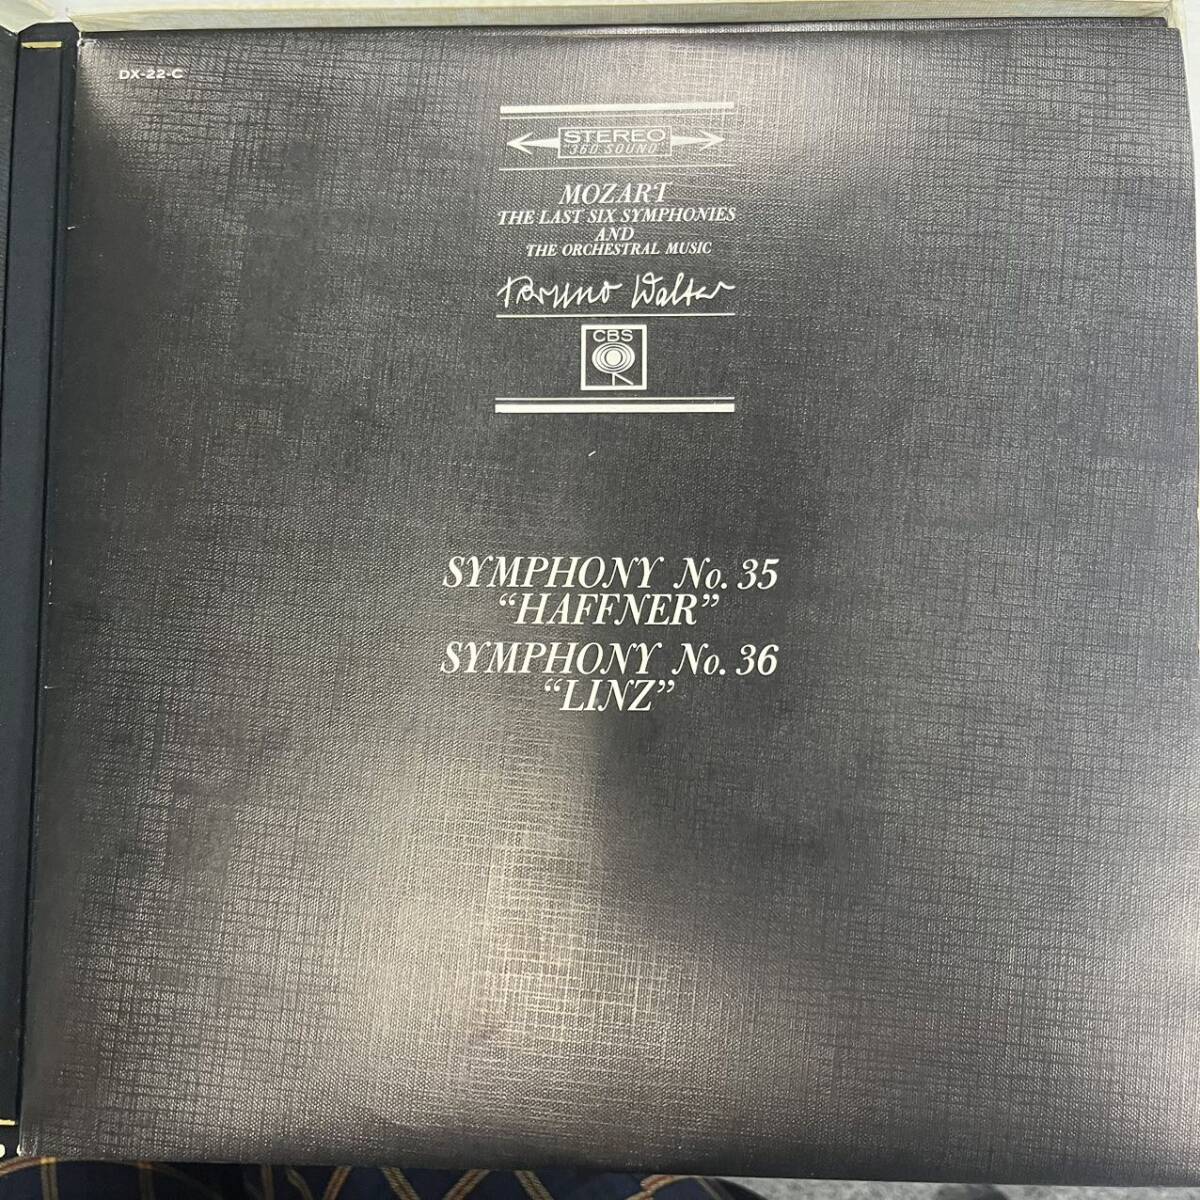 DX-22-C
STEREO
360 SOUND
MOZART
THE LAST SIX SYMPHONIES
AND
THE ORCHESTRAL MUSIC
Bruno Walter
CBS
SYMPHONY No. 35
“HAFFNER”
SYMPHONY No. 36
“LINZ”